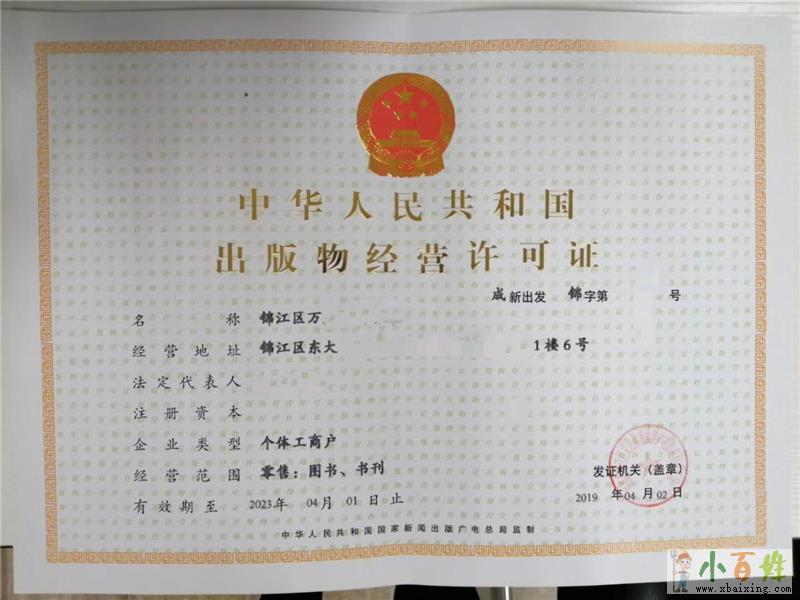 中华人民共和国
出版物经营许可证
成新出发 锦字第 号
名称 锦江区万
经营地址 锦江区东大 1楼6号
法定代表人
注册资本
企业类型 个体工商户
经营范围 零售：图书、书刊
发证机关（盖章）
有效期至 2023年 04月 01日止
2019 年04月02日
中华人民共和国国家新闻出版广电总局监制
小百姓
www.xbaixing.com